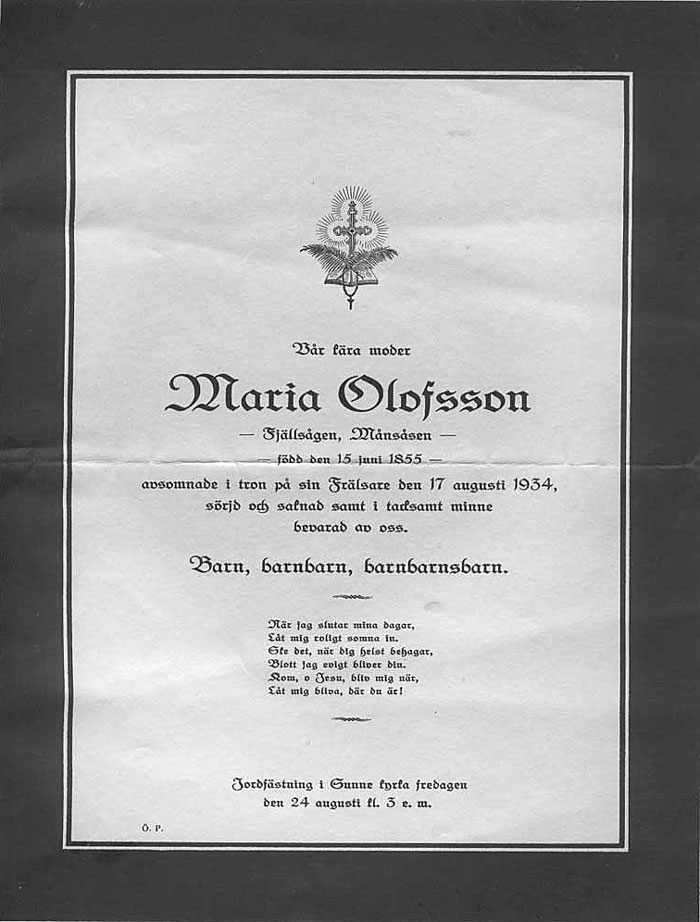 Vår kära moder
Maria Olofsson
— Fjällsågen, Månsåsen —
— född den 15 juni 1855 —
avsomnade i tron på sin Frälsare den 17 augusti 1934,
sörjd och saknad samt i tacksamt minne
bevarad av oss.
Barn, barnbarn, barnbarnsbarn.
När jag slutar mina dagar,
Låt mig roligt somna in.
Ske det, när dig helst behagar,
Blott jag evigt bliver din.
Kom, o Jesu, bliv mig när,
Låt mig bliva, där du är!
Jordfästning i Sunne kyrka fredagen
den 24 augusti kl. 3 e. m.
Ö. P.